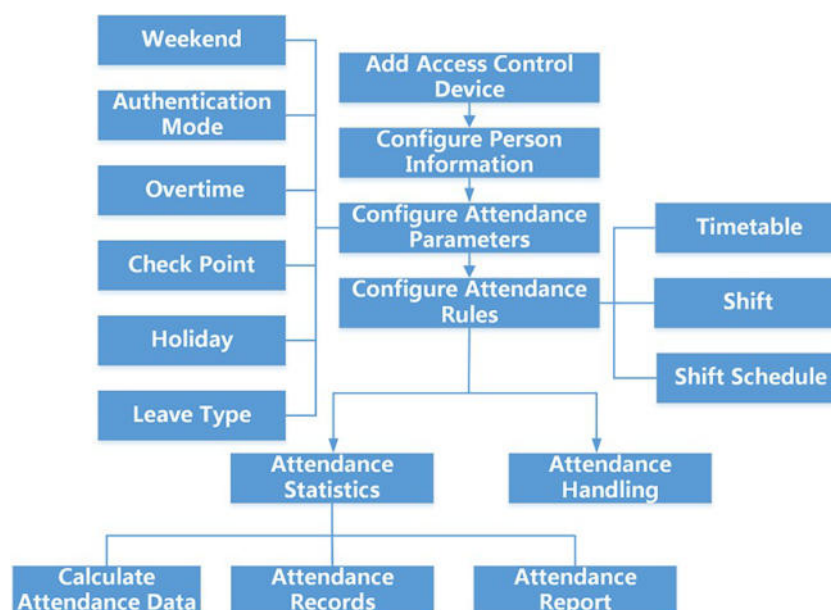 Weekend
Authentication
Mode
Overtime
Check Point
Holiday
Leave Type
Add Access Control
Device
Configure Person
Information
Configure Attendance
Parameters
Configure Attendance
Rules
Timetable
Shift
Shift Schedule
Attendance
Statistics
Attendance
Handling
Calculate
Attendance Data
Attendance
Records
Attendance
Report